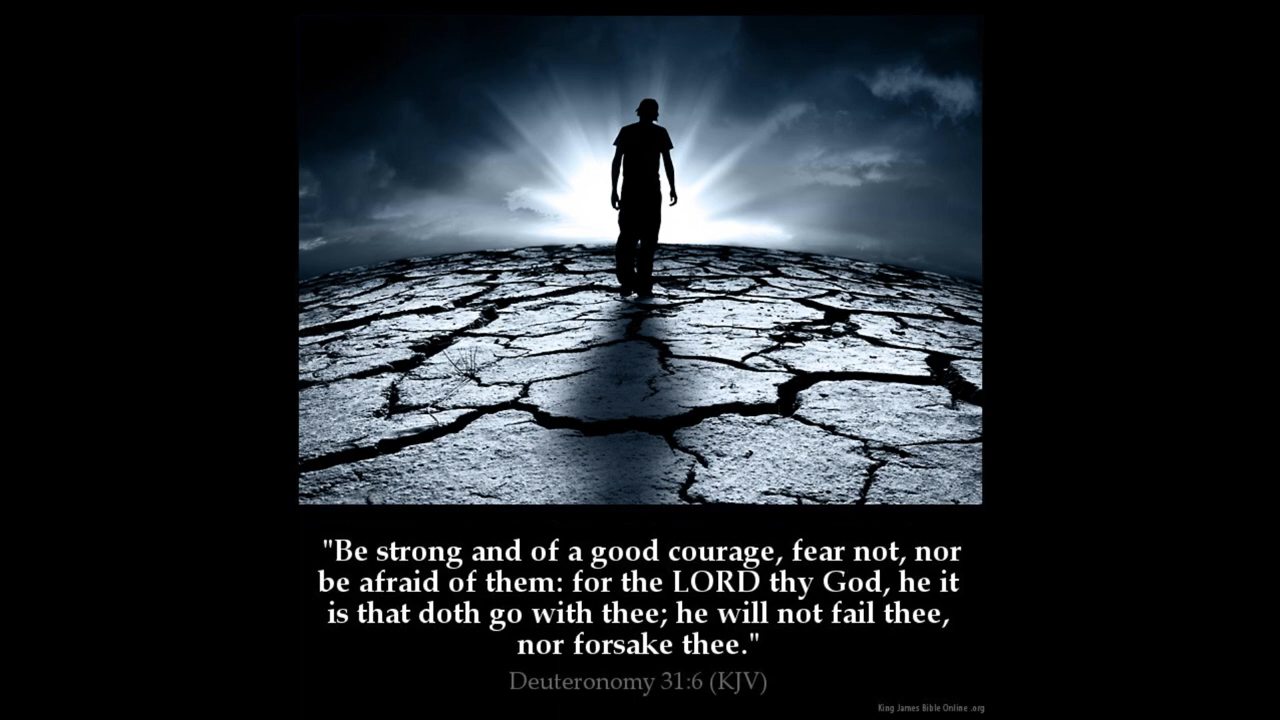 "Be strong and of a good courage, fear not, nor
be afraid of them: for the LORD thy God, he it
is that doth go with thee; he will not fail thee,
nor forsake thee."
Deuteronomy 31:6 (KJV)
King James Bible Online .org